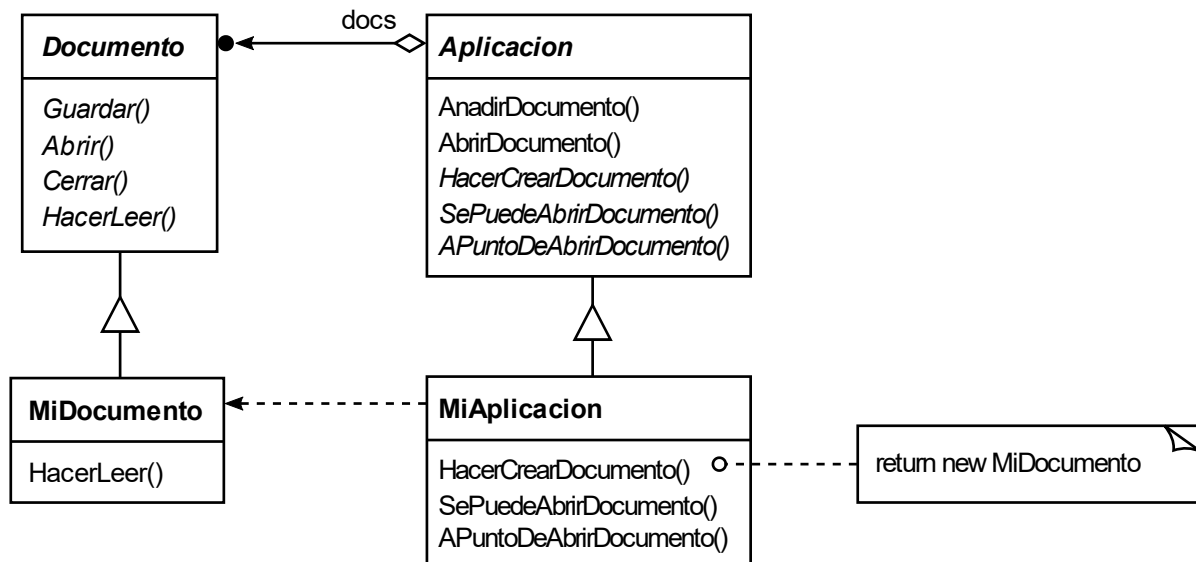 docs
Documento
Guardar()
Abrir()
Cerrar()
HacerLeer()
Aplicacion
AnadirDocumento()
AbrirDocumento()
HacerCrearDocumento()
SePuedeAbrirDocumento()
APuntoDeAbrirDocumento()
MiDocumento
HacerLeer()
MiAplicacion
HacerCrearDocumento()
SePuedeAbrirDocumento()
APuntoDeAbrirDocumento()
return new MiDocumento